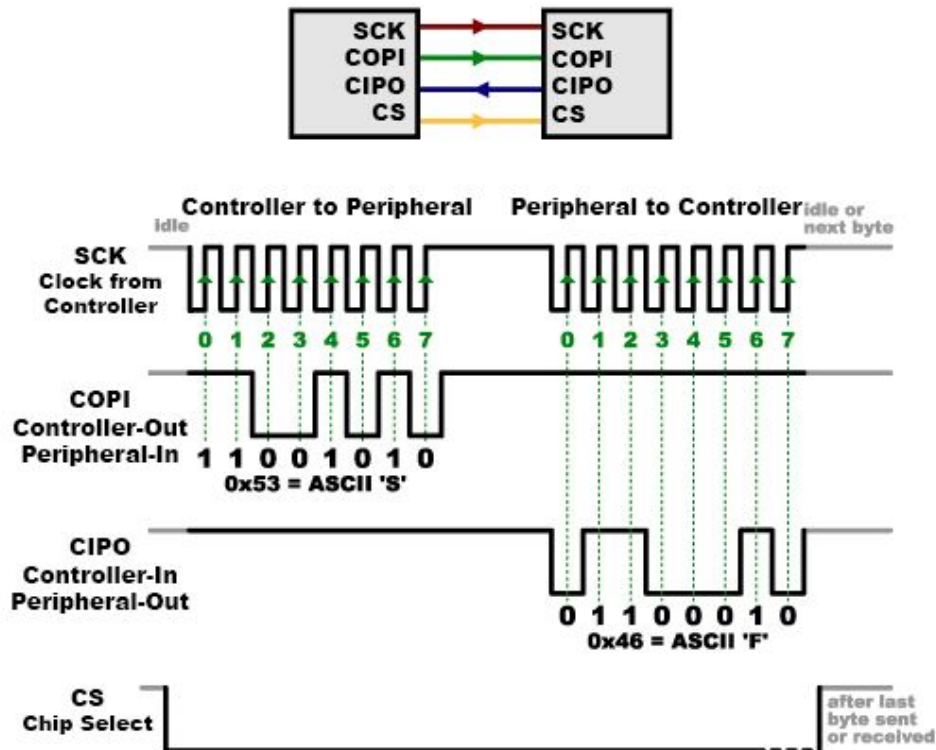 SCK
COPI
CIPO
CS
SCK
COPI
CIPO
CS
Controller to Peripheral
Peripheral to Controller
idle
idle or
next byte
SCK
Clock from
Controller
0 1 2 3 4 5 6 7
0 1 2 3 4 5 6 7
COPI
Controller-Out
Peripheral-In
1 1 0 0 1 0 1 0
0x53 = ASCII 'S'
CIPO
Controller-In
Peripheral-Out
0 1 1 0 0 0 1 0
0x46 = ASCII 'F'
CS
Chip Select
after last
byte sent
or received